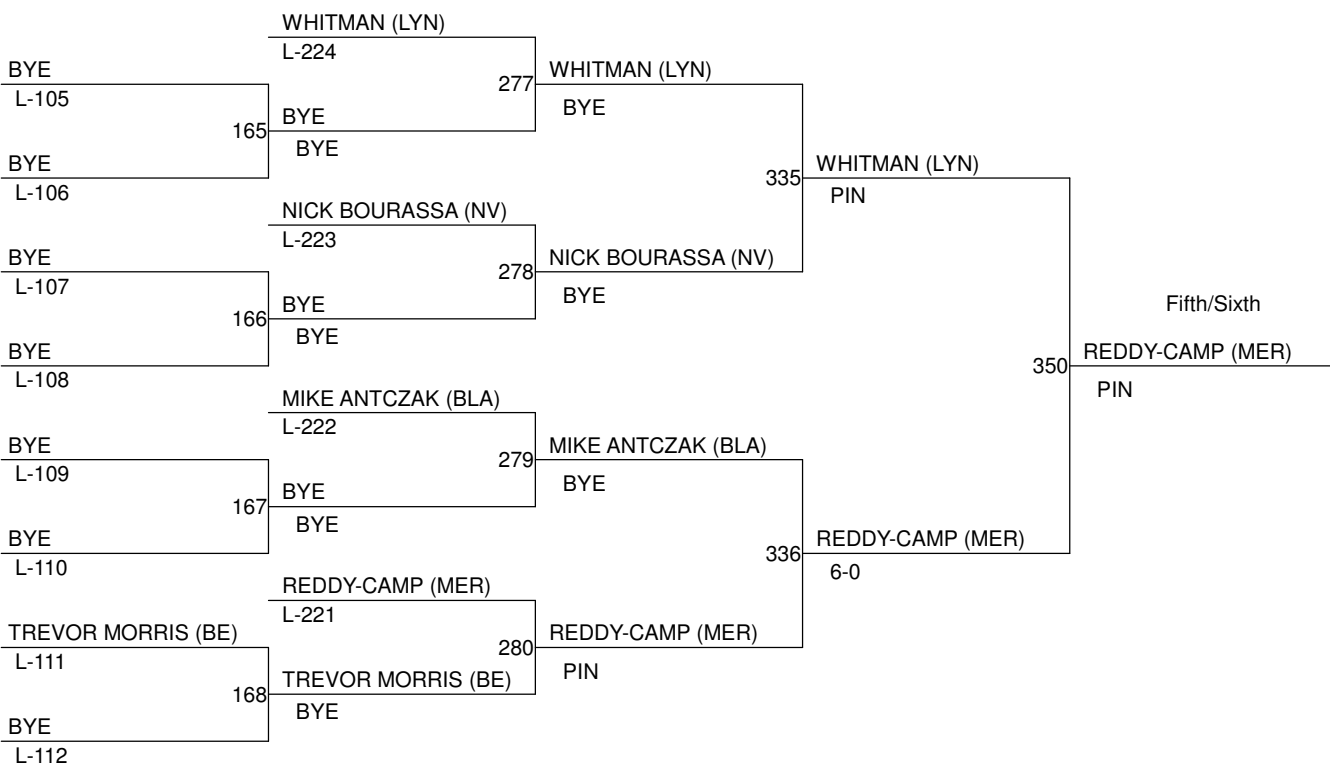 WHITMAN (LYN)
L-224
BYE
L-105
277
WHITMAN (LYN)
BYE
165
BYE
BYE
BYE
L-106
335
WHITMAN (LYN)
PIN
NICK BOURASSA (NV)
L-223
BYE
L-107
278
NICK BOURASSA (NV)
BYE
166
BYE
BYE
Fifth/Sixth
BYE
L-108
350
REDDY-CAMP (MER)
PIN
MIKE ANTCZAK (BLA)
L-222
BYE
L-109
279
MIKE ANTCZAK (BLA)
BYE
167
BYE
BYE
BYE
L-110
336
REDDY-CAMP (MER)
6-0
REDDY-CAMP (MER)
L-221
TREVOR MORRIS (BE)
L-111
280
REDDY-CAMP (MER)
PIN
168
TREVOR MORRIS (BE)
BYE
BYE
L-112